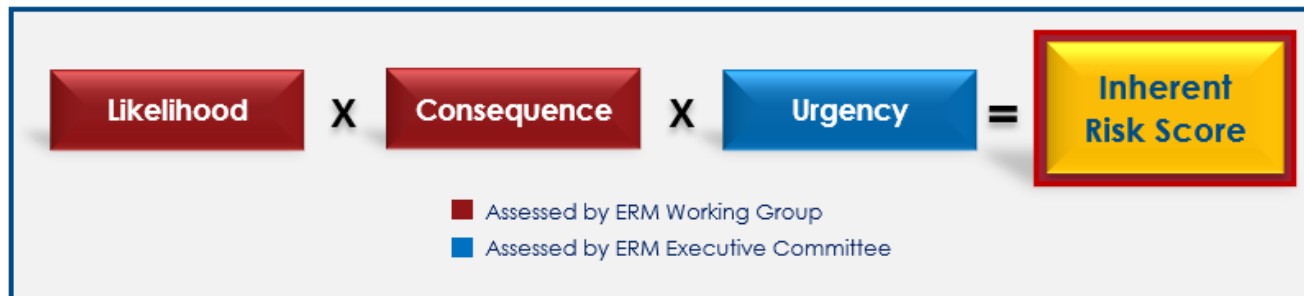 Likelihood X Consequence X Urgency = Inherent
Risk Score
Assessed by ERM Working Group
Assessed by ERM Executive Committee